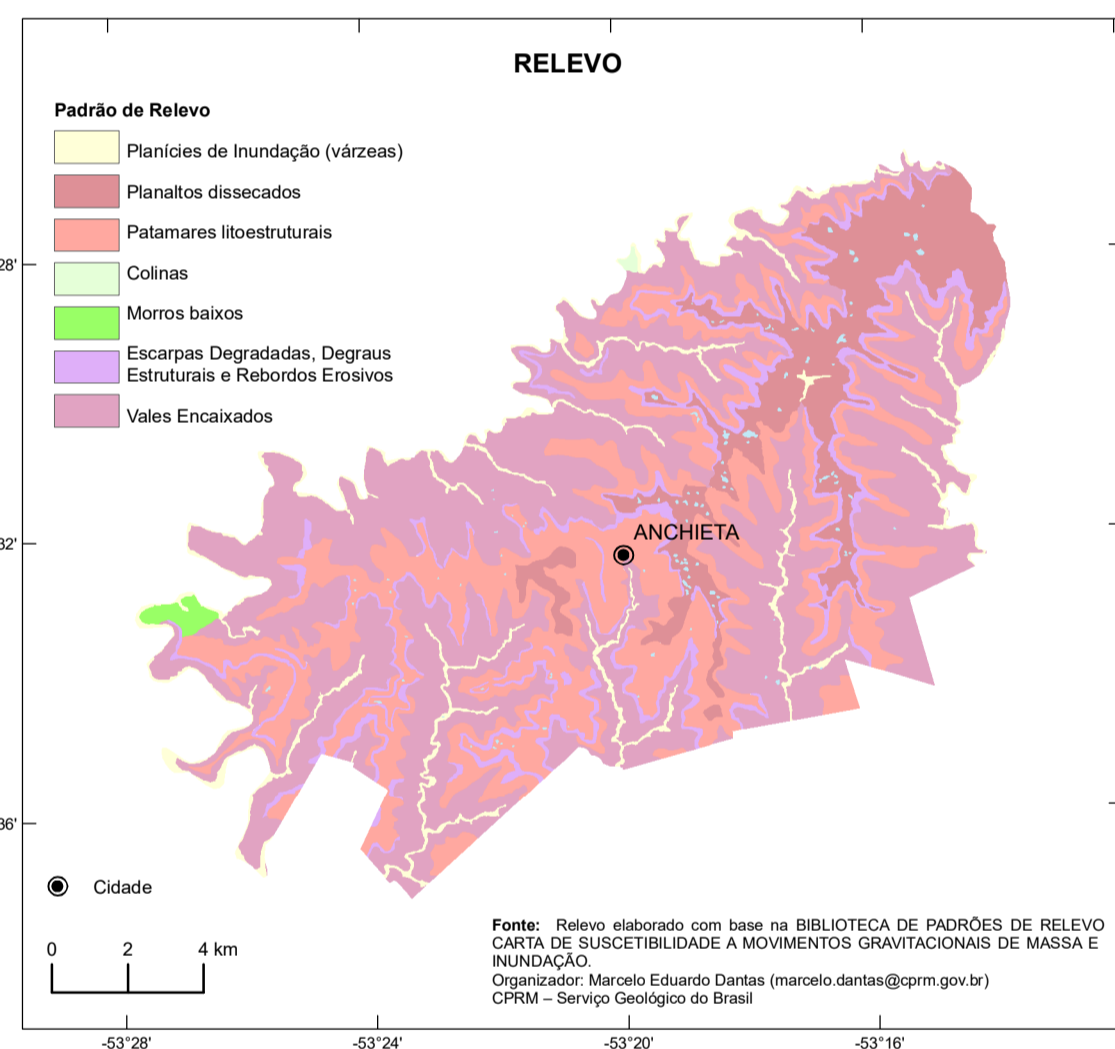 RELEVO
Padrão de Relevo
Planícies de Inundação (várzeas)
Planaltos dissecados
Patamares litoestruturais
Colinas
Morros baixos
Escarpas Degradadas, Degraus
Estruturais e Rebordos Erosivos
Vales Encaixados
28'
32'
36'
ANCHIETA
Cidade
0 2 4 km
Fonte: Relevo elaborado com base na BIBLIOTECA DE PADRÕES DE RELEVO
CARTA DE SUSCETIBILIDADE A MOVIMENTOS GRAVITACIONAIS DE MASSA E
INUNDAÇÃO.
Organizador: Marcelo Eduardo Dantas (marcelo.dantas@cprm.gov.br)
CPRM – Serviço Geológico do Brasil
-53°28' -53°24' -53°20' -53°16'